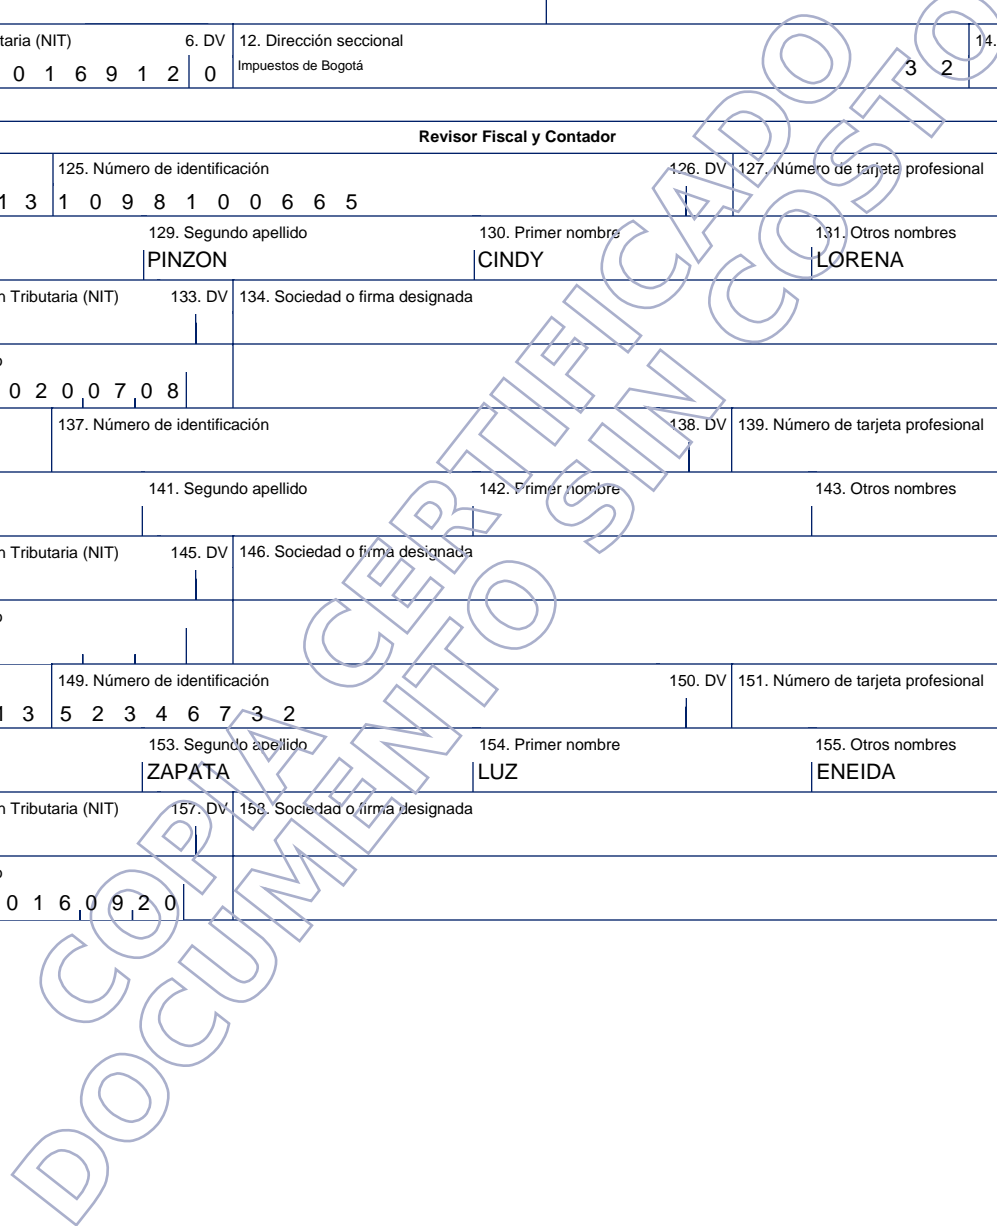 taria (NIT) 6. DV 12. Dirección seccional 14.
0 1 6 9 1 2 0 Impuestos de Bogotá 3 2
Revisor Fiscal y Contador
125. Número de identificación 126. DV 127. Número de tarjeta profesional
1 3 1 0 9 8 1 0 0 6 6 5
129. Segundo apellido 130. Primer nombre 131. Otros nombres
PINZON CINDY LORENA
n Tributaria (NIT) 133. DV 134. Sociedad o firma designada
o
0 2 0 0 7 0 8
137. Número de identificación 138. DV 139. Número de tarjeta profesional
141. Segundo apellido 142. Primer nombre 143. Otros nombres
n Tributaria (NIT) 145. DV 146. Sociedad o firma designada
o
149. Número de identificación 150. DV 151. Número de tarjeta profesional
1 3 5 2 3 4 6 7 3 2
153. Segundo apellido 154. Primer nombre 155. Otros nombres
ZAPATA LUZ ENEIDA
n Tributaria (NIT) 157. DV 158. Sociedad o firma designada
o
0 1 6 0 9 2 0
COPIA CERTIFICADO
DOCUMENTO SIN COSTO